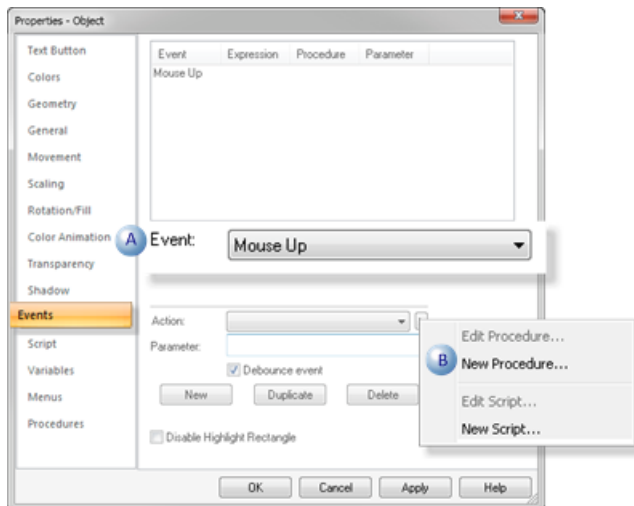 Properties - Object
Text Button
Colors
Geometry
General
Movement
Scaling
Rotation/Fill
Color Animation
Transparency
Shadow
Events
Script
Variables
Menus
Procedures
Event Expression Procedure Parameter
Mouse Up
A Event: Mouse Up
Action:
Parameter:
Debounce event
New Duplicate Delete
Disable Highlight Rectangle
Edit Procedure...
B New Procedure...
Edit Script...
New Script...
OK Cancel Apply Help